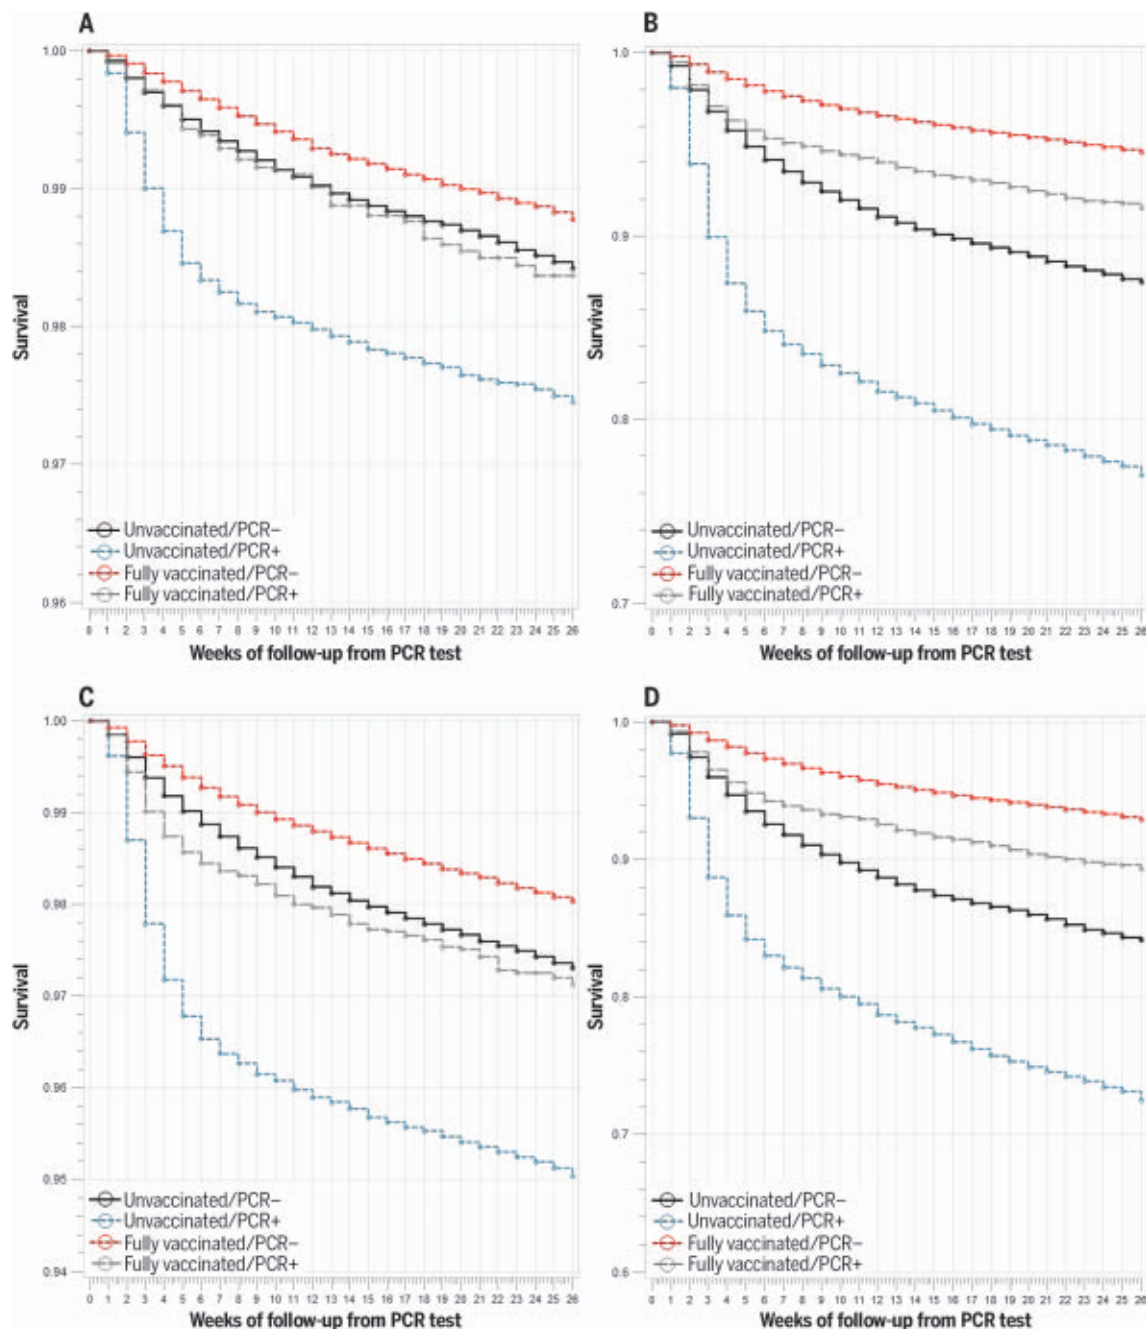 A
1.00
0.99
0.98
0.97
0.96
Survival
Unvaccinated/PCR−
Unvaccinated/PCR+
Fully vaccinated/PCR−
Fully vaccinated/PCR+
0 1 2 3 4 5 6 7 8 9 10 11 12 13 14 15 16 17 18 19 20 21 22 23 24 25 26
Weeks of follow-up from PCR test
B
1.0
0.9
0.8
0.7
Survival
Unvaccinated/PCR−
Unvaccinated/PCR+
Fully vaccinated/PCR−
Fully vaccinated/PCR+
0 1 2 3 4 5 6 7 8 9 10 11 12 13 14 15 16 17 18 19 20 21 22 23 24 25 26
Weeks of follow-up from PCR test
C
1.00
0.99
0.98
0.97
0.96
0.95
0.94
Survival
Unvaccinated/PCR−
Unvaccinated/PCR+
Fully vaccinated/PCR−
Fully vaccinated/PCR+
0 1 2 3 4 5 6 7 8 9 10 11 12 13 14 15 16 17 18 19 20 21 22 23 24 25 26
Weeks of follow-up from PCR test
D
1.0
0.9
0.8
0.7
0.6
Survival
Unvaccinated/PCR−
Unvaccinated/PCR+
Fully vaccinated/PCR−
Fully vaccinated/PCR+
0 1 2 3 4 5 6 7 8 9 10 11 12 13 14 15 16 17 18 19 20 21 22 23 24 25 26
Weeks of follow-up from PCR test